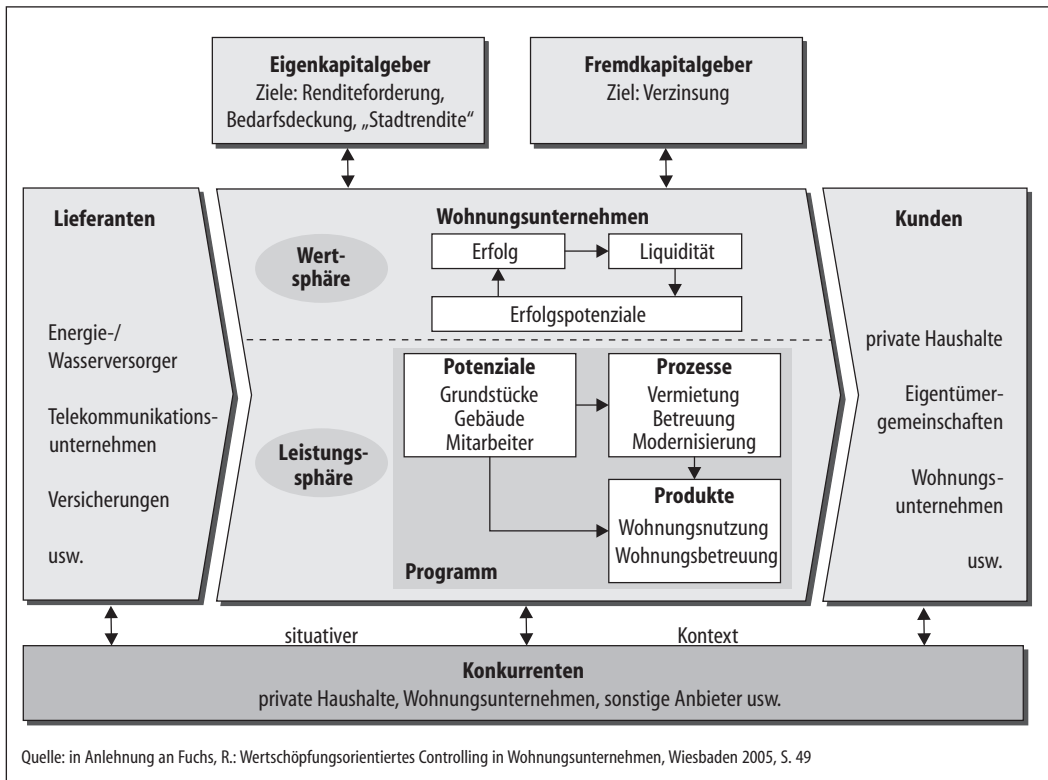 Eigenkapitalgeber
Ziele: Renditeforderung,
Bedarfsdeckung, „Stadtrendite“
Fremdkapitalgeber
Ziel: Verzinsung
Lieferanten
Energie-/
Wasserversorger
Telekommunikations-
unternehmen
Versicherungen
usw.
Wohnungsunternehmen
Wert-
sphäre
Erfolg
Liquidität
Erfolgspotenziale
Leistungs-
sphäre
Potenziale
Grundstücke
Gebäude
Mitarbeiter
Prozesse
Vermietung
Betreuung
Modernisierung
Produkte
Wohnungsnutzung
Wohnungsbetreuung
Programm
Kunden
private Haushalte
Eigentümer-
gemeinschaften
Wohnungs-
unternehmen
usw.
situativer
Kontext
Konkurrenten
private Haushalte, Wohnungsunternehmen, sonstige Anbieter usw.
Quelle: in Anlehnung an Fuchs, R.: Wertschöpfungsorientiertes Controlling in Wohnungsunternehmen, Wiesbaden 2005, S. 49